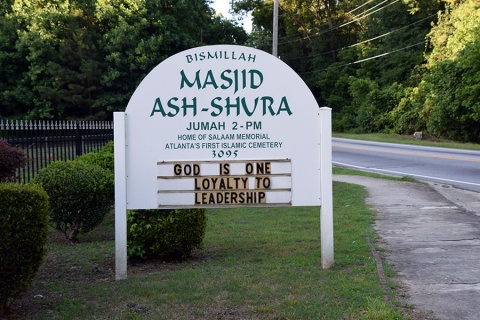 BISMILLAH
MASJID
ASH-SHURA
JUMAH 2-PM
HOME OF SALAAM MEMORIAL
ATLANTA'S FIRST ISLAMIC CEMETERY
3095
GOD IS ONE
LOYALTY TO
LEADERSHIP